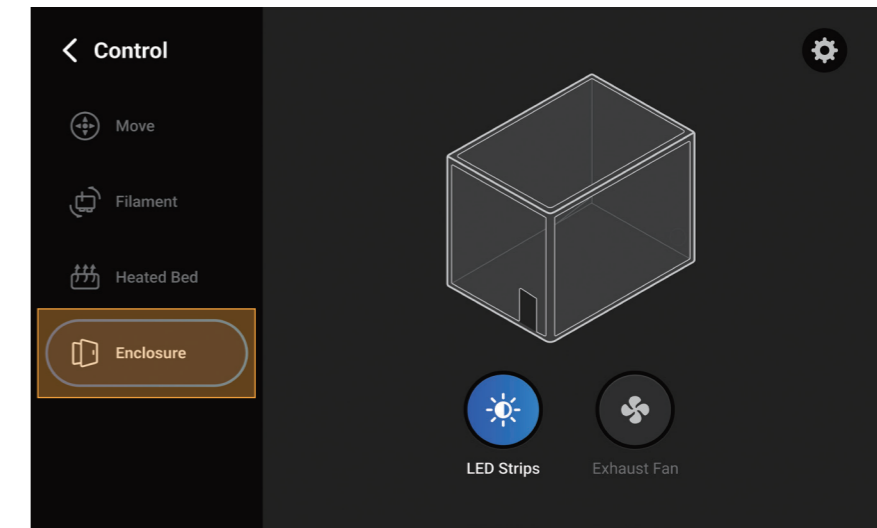 Control
Move
Filament
Heated Bed
Enclosure
LED Strips
Exhaust Fan